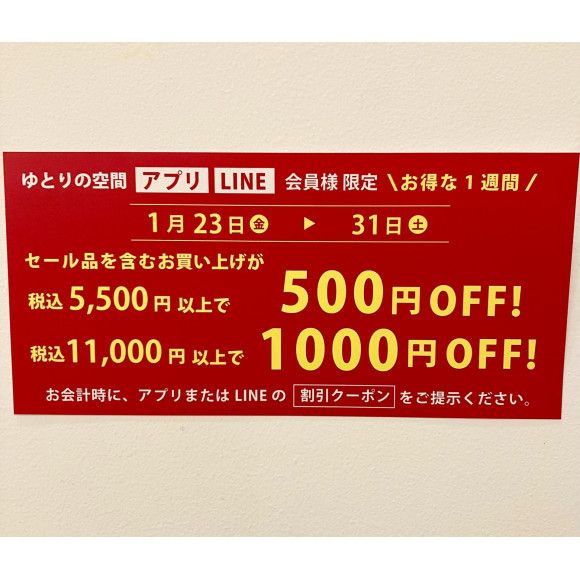 ゆとりの空間 アプリ LINE 会員様 限定 \お得な1週間/
1月23日㊎ ▶ 31日㊏
セール品を含むお買い上げが
税込5,500円以上で 500円OFF!
税込11,000円以上で 1000円OFF!
お会計時に、アプリまたはLINEの 割引クーポン をご提示ください。